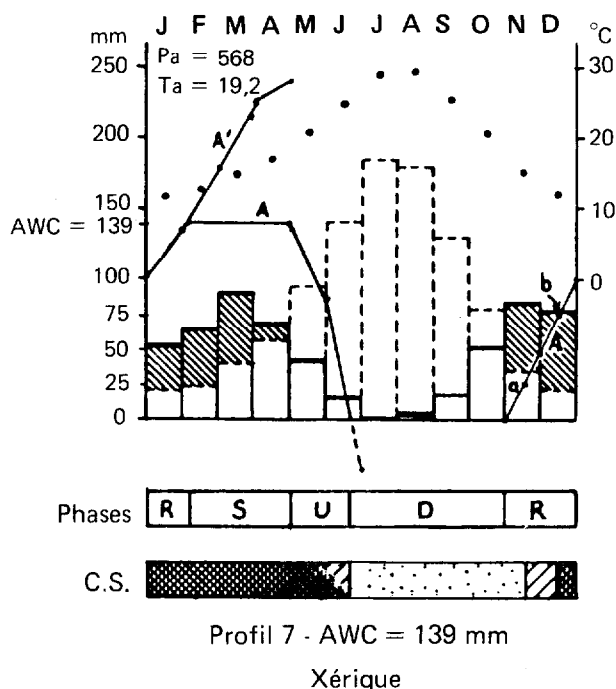 J F M A M J J A S O N D
mm °C
250 Pa = 568 30
Ta = 19,2
200 A' 20
150
AWC = 139 A 10
100 0
b
75
50 A
25 a
0
Phases R S U D R
C.S.
Profil 7 - AWC = 139 mm
Xérique